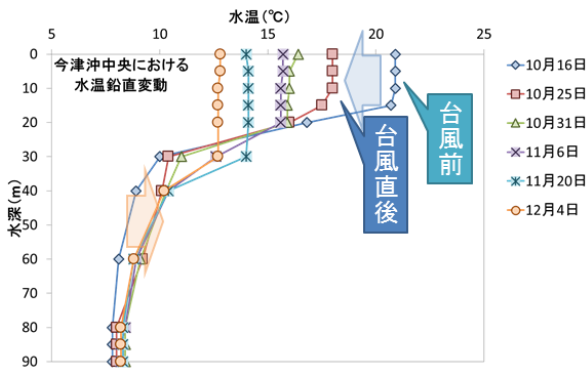 水温(℃)
5 10 15 20 25
0
10
20
30
40
50
60
70
80
90
水深(m)
今津沖中央における
水温鉛直変動
台風直後
台風前
10月16日
10月25日
10月31日
11月6日
11月20日
12月4日